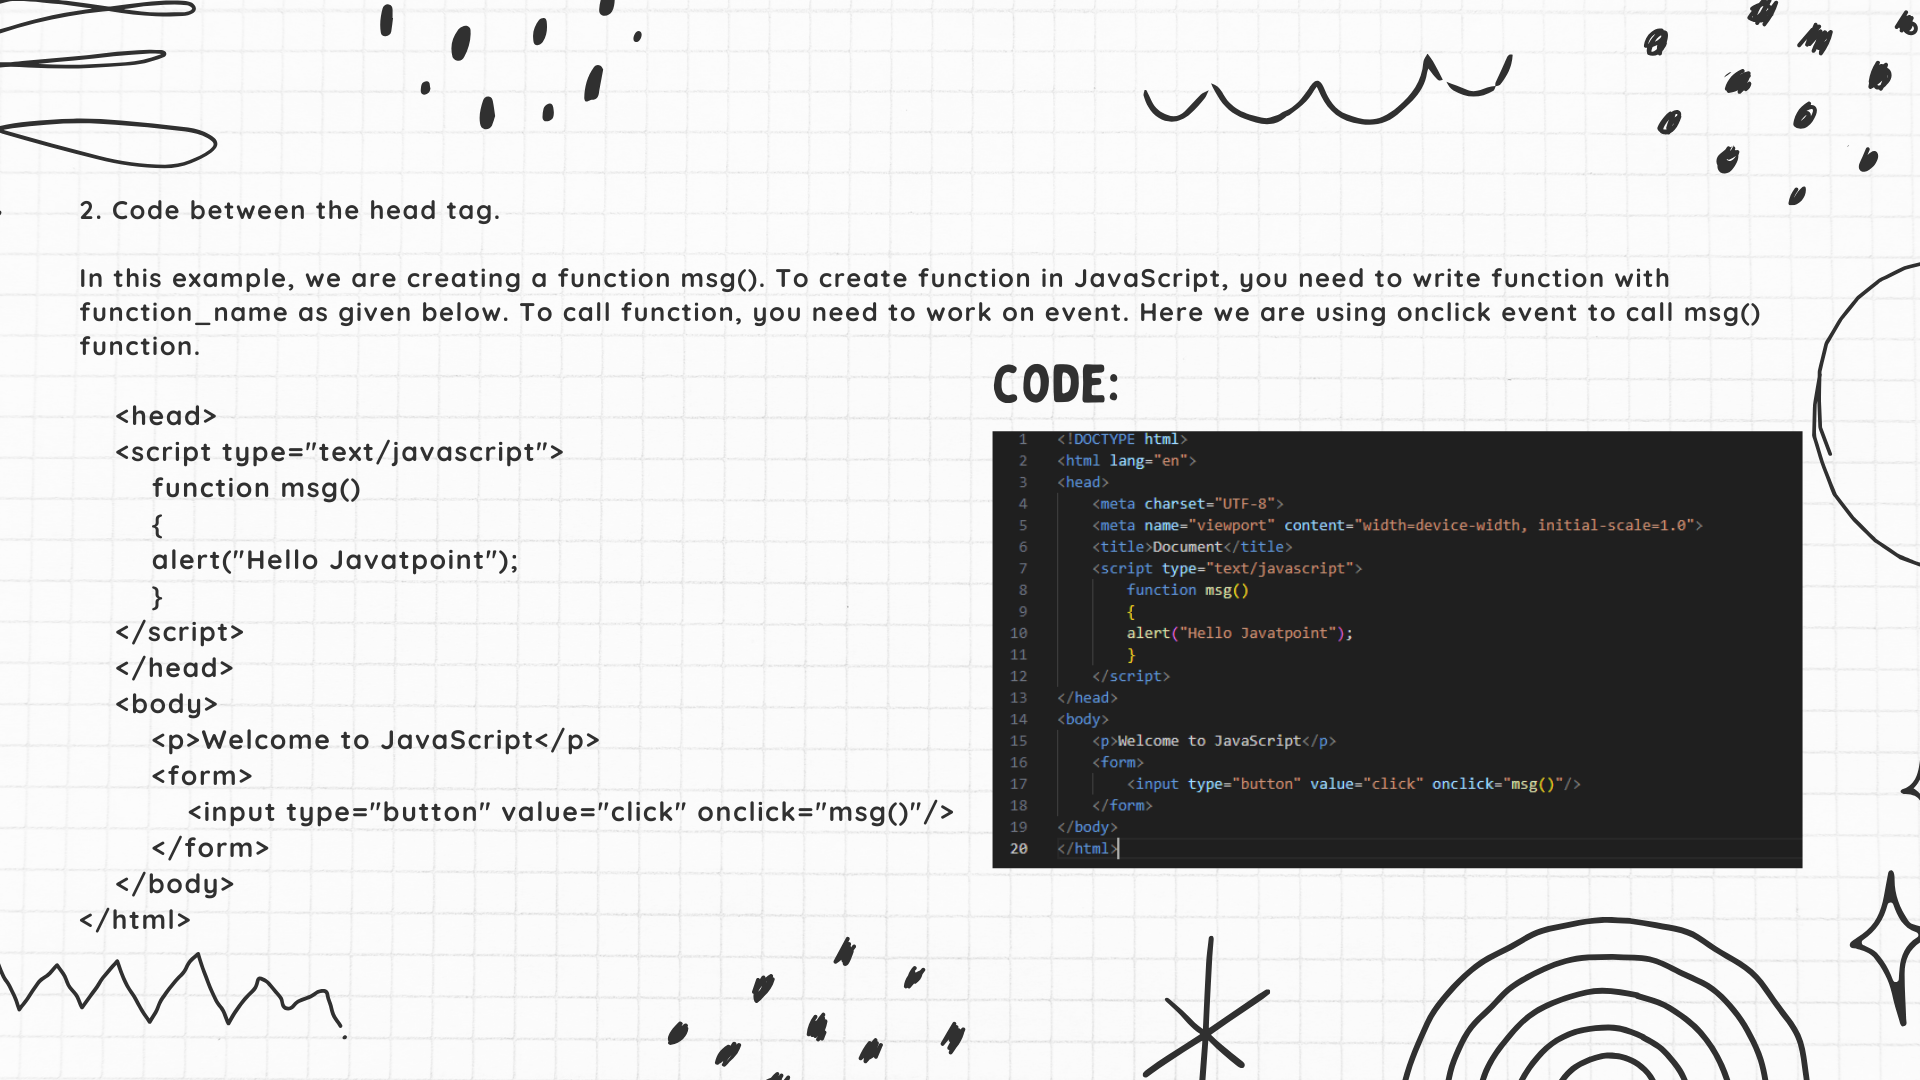 2. Code between the head tag.
In this example, we are creating a function msg(). To create function in JavaScript, you need to write function with
function_name as given below. To call function, you need to work on event. Here we are using onclick event to call msg()
function.
<head>
<script type="text/javascript">
function msg()
{
alert("Hello Javatpoint");
}
</script>
</head>
<body>
<p>Welcome to JavaScript</p>
<form>
<input type="button" value="click" onclick="msg()"/>
</form>
</body>
</html>
CODE:
1 <!DOCTYPE html>
2 <html lang="en">
3 <head>
4 <meta charset="UTF-8">
5 <meta name="viewport" content="width=device-width, initial-scale=1.0">
6 <title>Document</title>
7 <script type="text/javascript">
8 function msg()
9 {
10 alert("Hello Javatpoint");
11 }
12 </script>
13 </head>
14 <body>
15 <p>Welcome to JavaScript</p>
16 <form>
17 <input type="button" value="click" onclick="msg()"/>
18 </form>
19 </body>
20 </html>